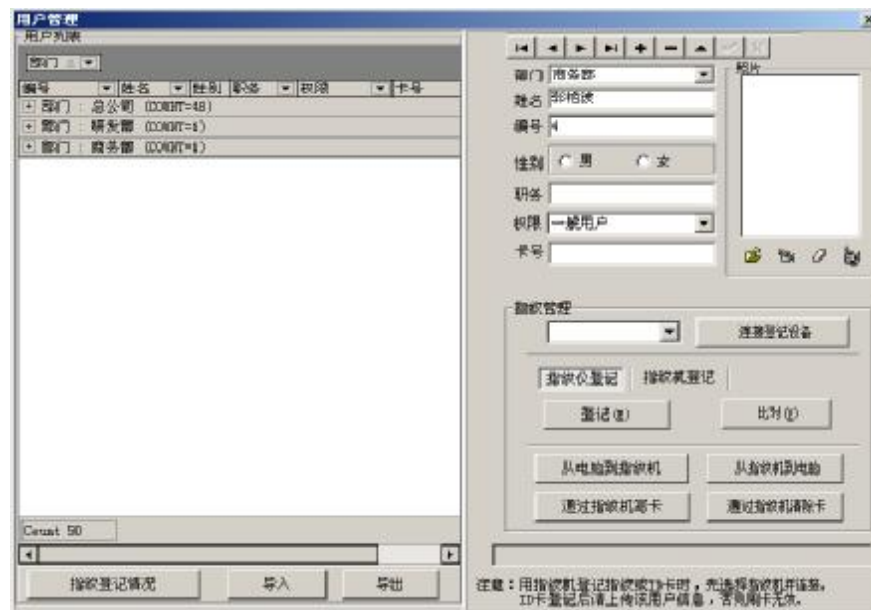 用户管理
用户列表
部门
编号 姓名 性别 职务 权限 卡号
+ 部门 : 总公司 (COUNT=48)
+ 部门 : 研发部 (COUNT=1)
+ 部门 : 商务部 (COUNT=1)
Count 50
指纹登记情况 导入 导出
部门 商务部
照片
姓名
编号 4
性别 男 女
职务
权限 一般用户
卡号
指纹管理
连接登记设备
指纹仪登记 指纹机登记
登记(E) 比对
从电脑到指纹机 从指纹机到电脑
通过指纹机写卡 通过指纹机清除卡
注意:用指纹机登记指纹或ID卡时,先选择指纹机并连接。
ID卡登记后请上传该用户信息,否则刷卡无效。